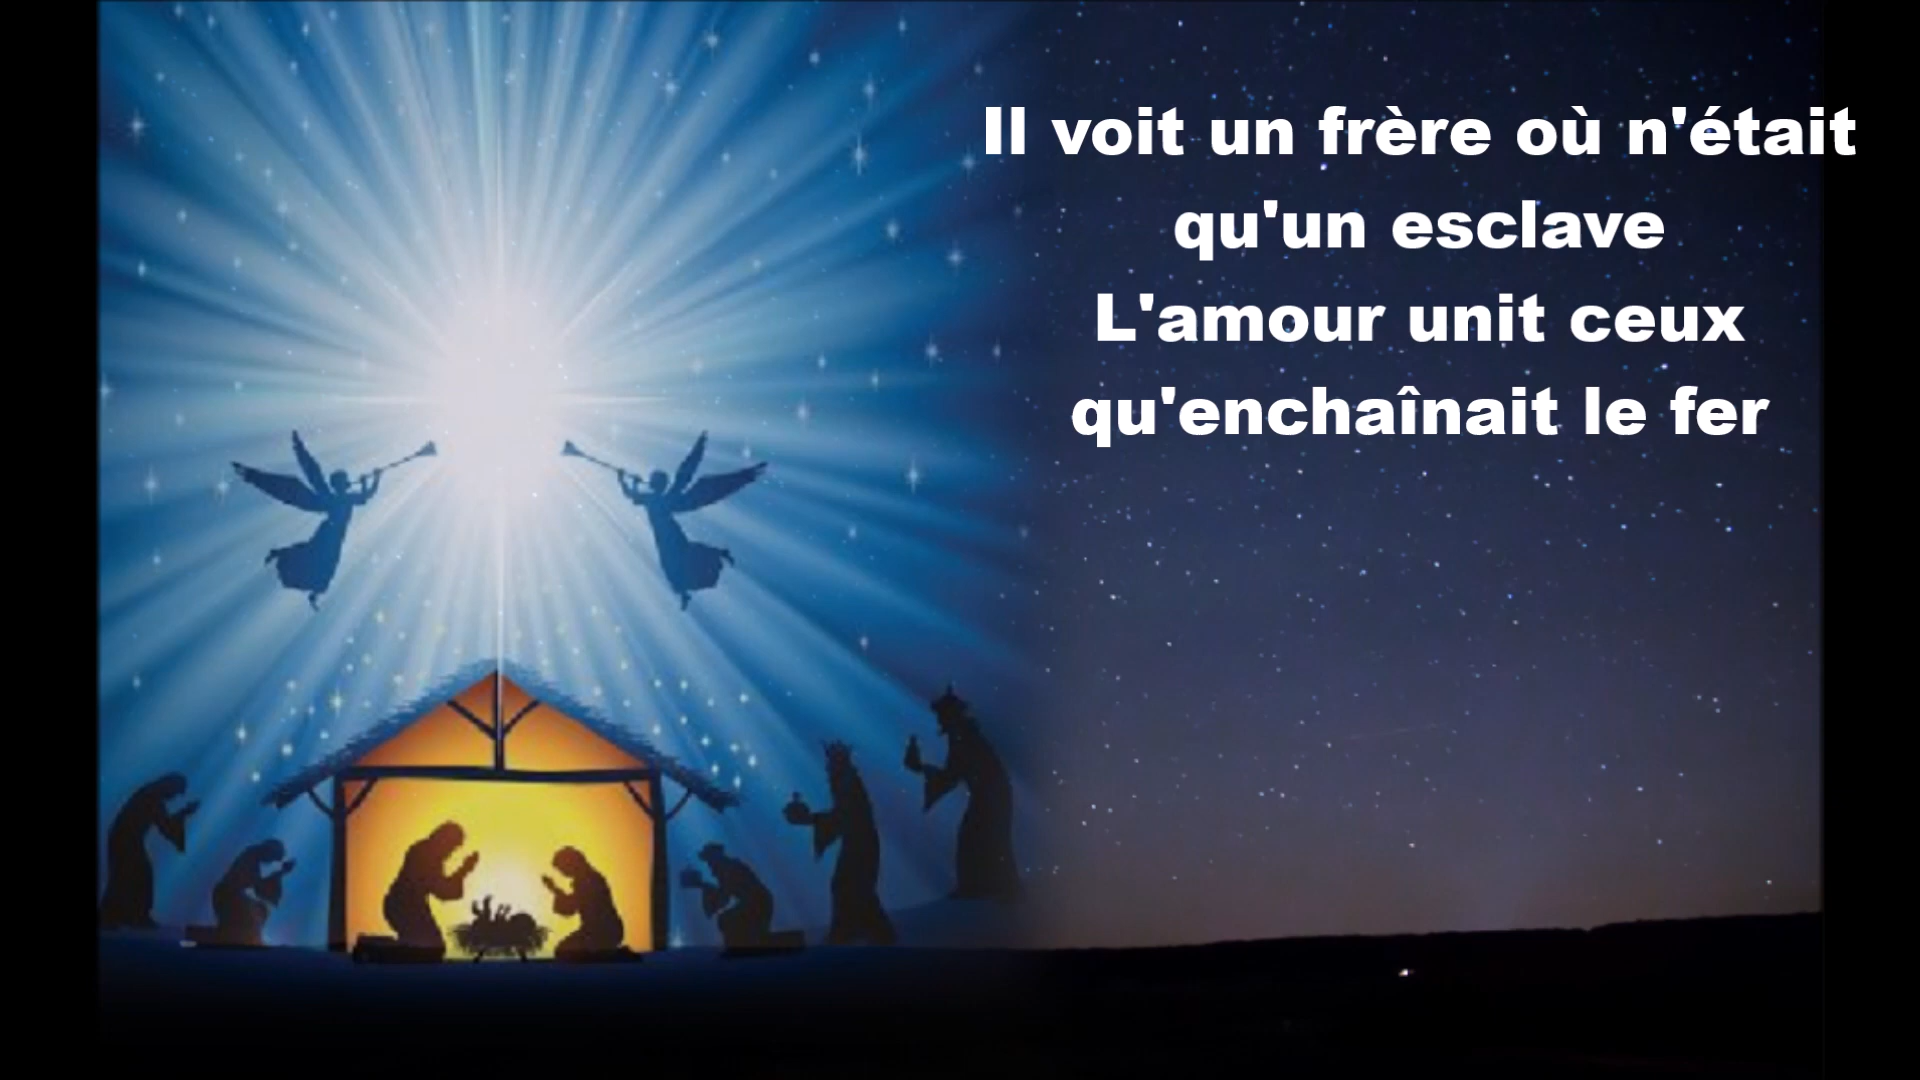 Il voit un frère où n'était
qu'un esclave
L'amour unit ceux
qu'enchaînait le fer